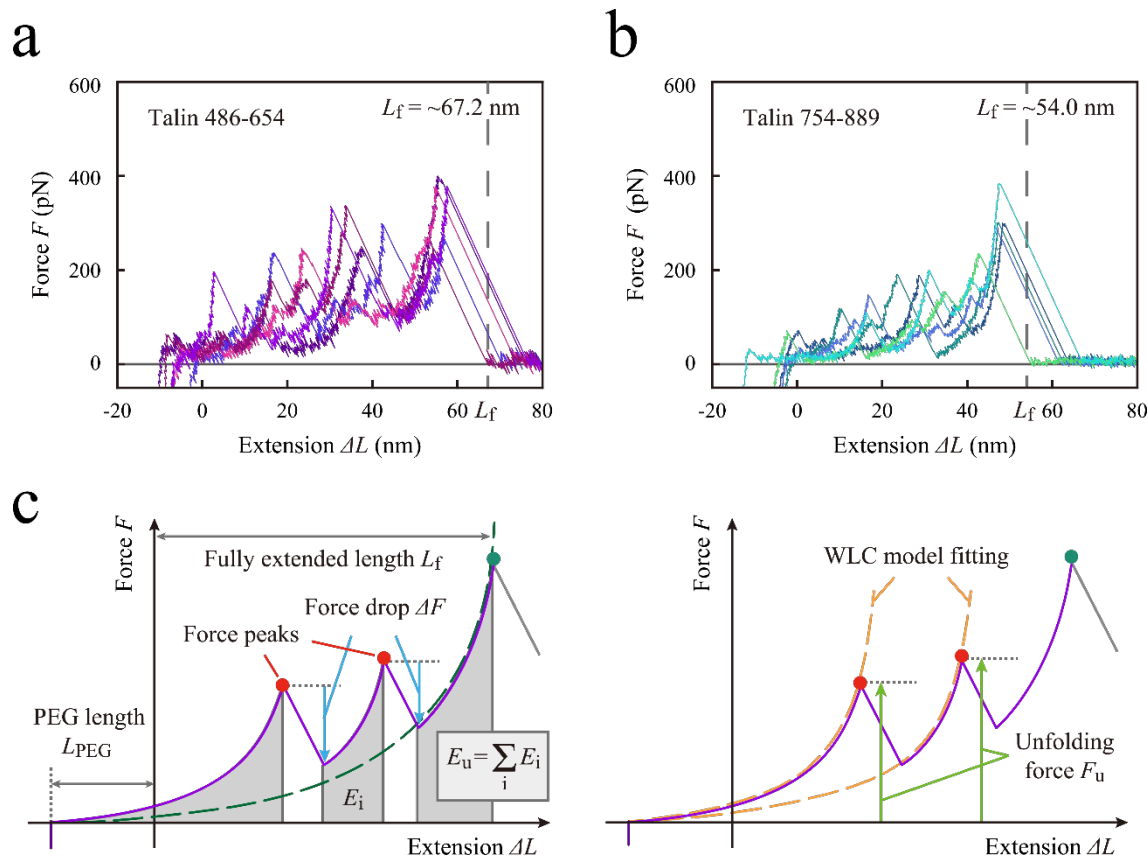 a
600
400
200
0
-20
0
20
40
60
Lf
80
Force F (pN)
Extension ΔL (nm)
Talin 486-654
Lf = ~67.2 nm
b
600
400
200
0
-20
0
20
40
Lf
60
80
Force F (pN)
Extension ΔL (nm)
Talin 754-889
Lf = ~54.0 nm
c
Force F
Fully extended length Lf
Force drop ΔF
Force peaks
PEG length
LPEG
Ei
Eu = ∑ Ei
i
Extension ΔL
Force F
WLC model fitting
Unfolding
force Fu
Extension ΔL